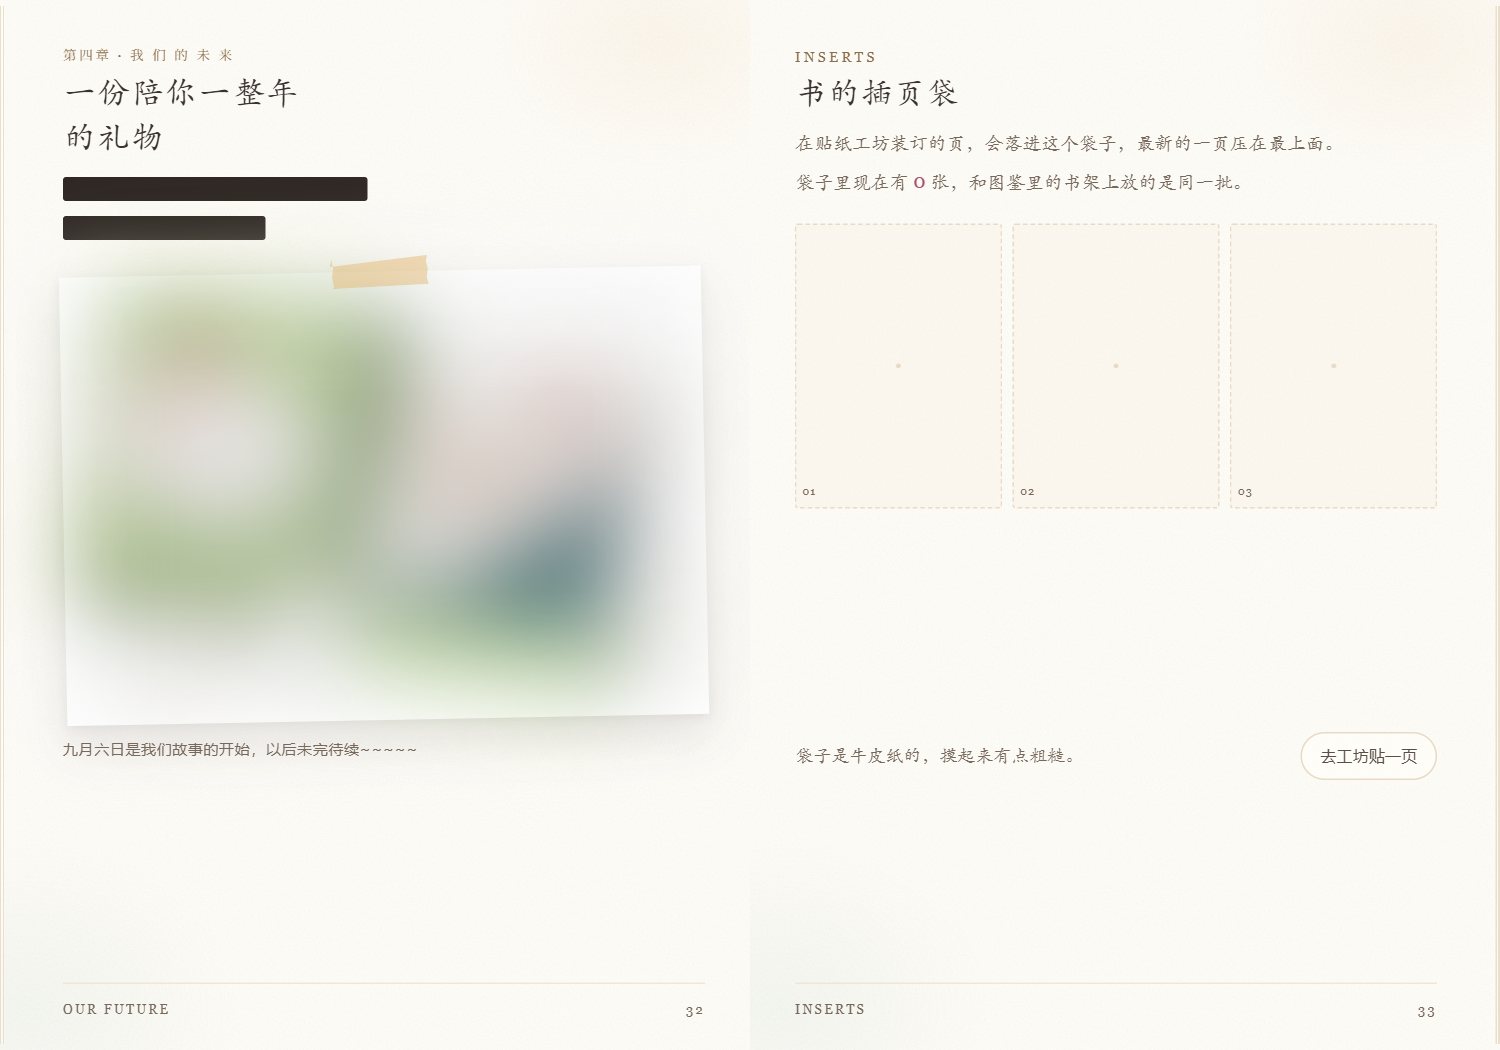 第四章 · 我们的未来
一份陪你一整年
的礼物
九月六日是我们故事的开始，以后未完待续~~~~~
OUR FUTURE
32
INSERTS
书的插页袋
在贴纸工坊装订的页，会落进这个袋子，最新的一页压在最上面。
袋子里现在有 0 张，和图鉴里的书架上放的是同一批。
01
02
03
袋子是牛皮纸的，摸起来有点粗糙。
去工坊贴一页
INSERTS
33